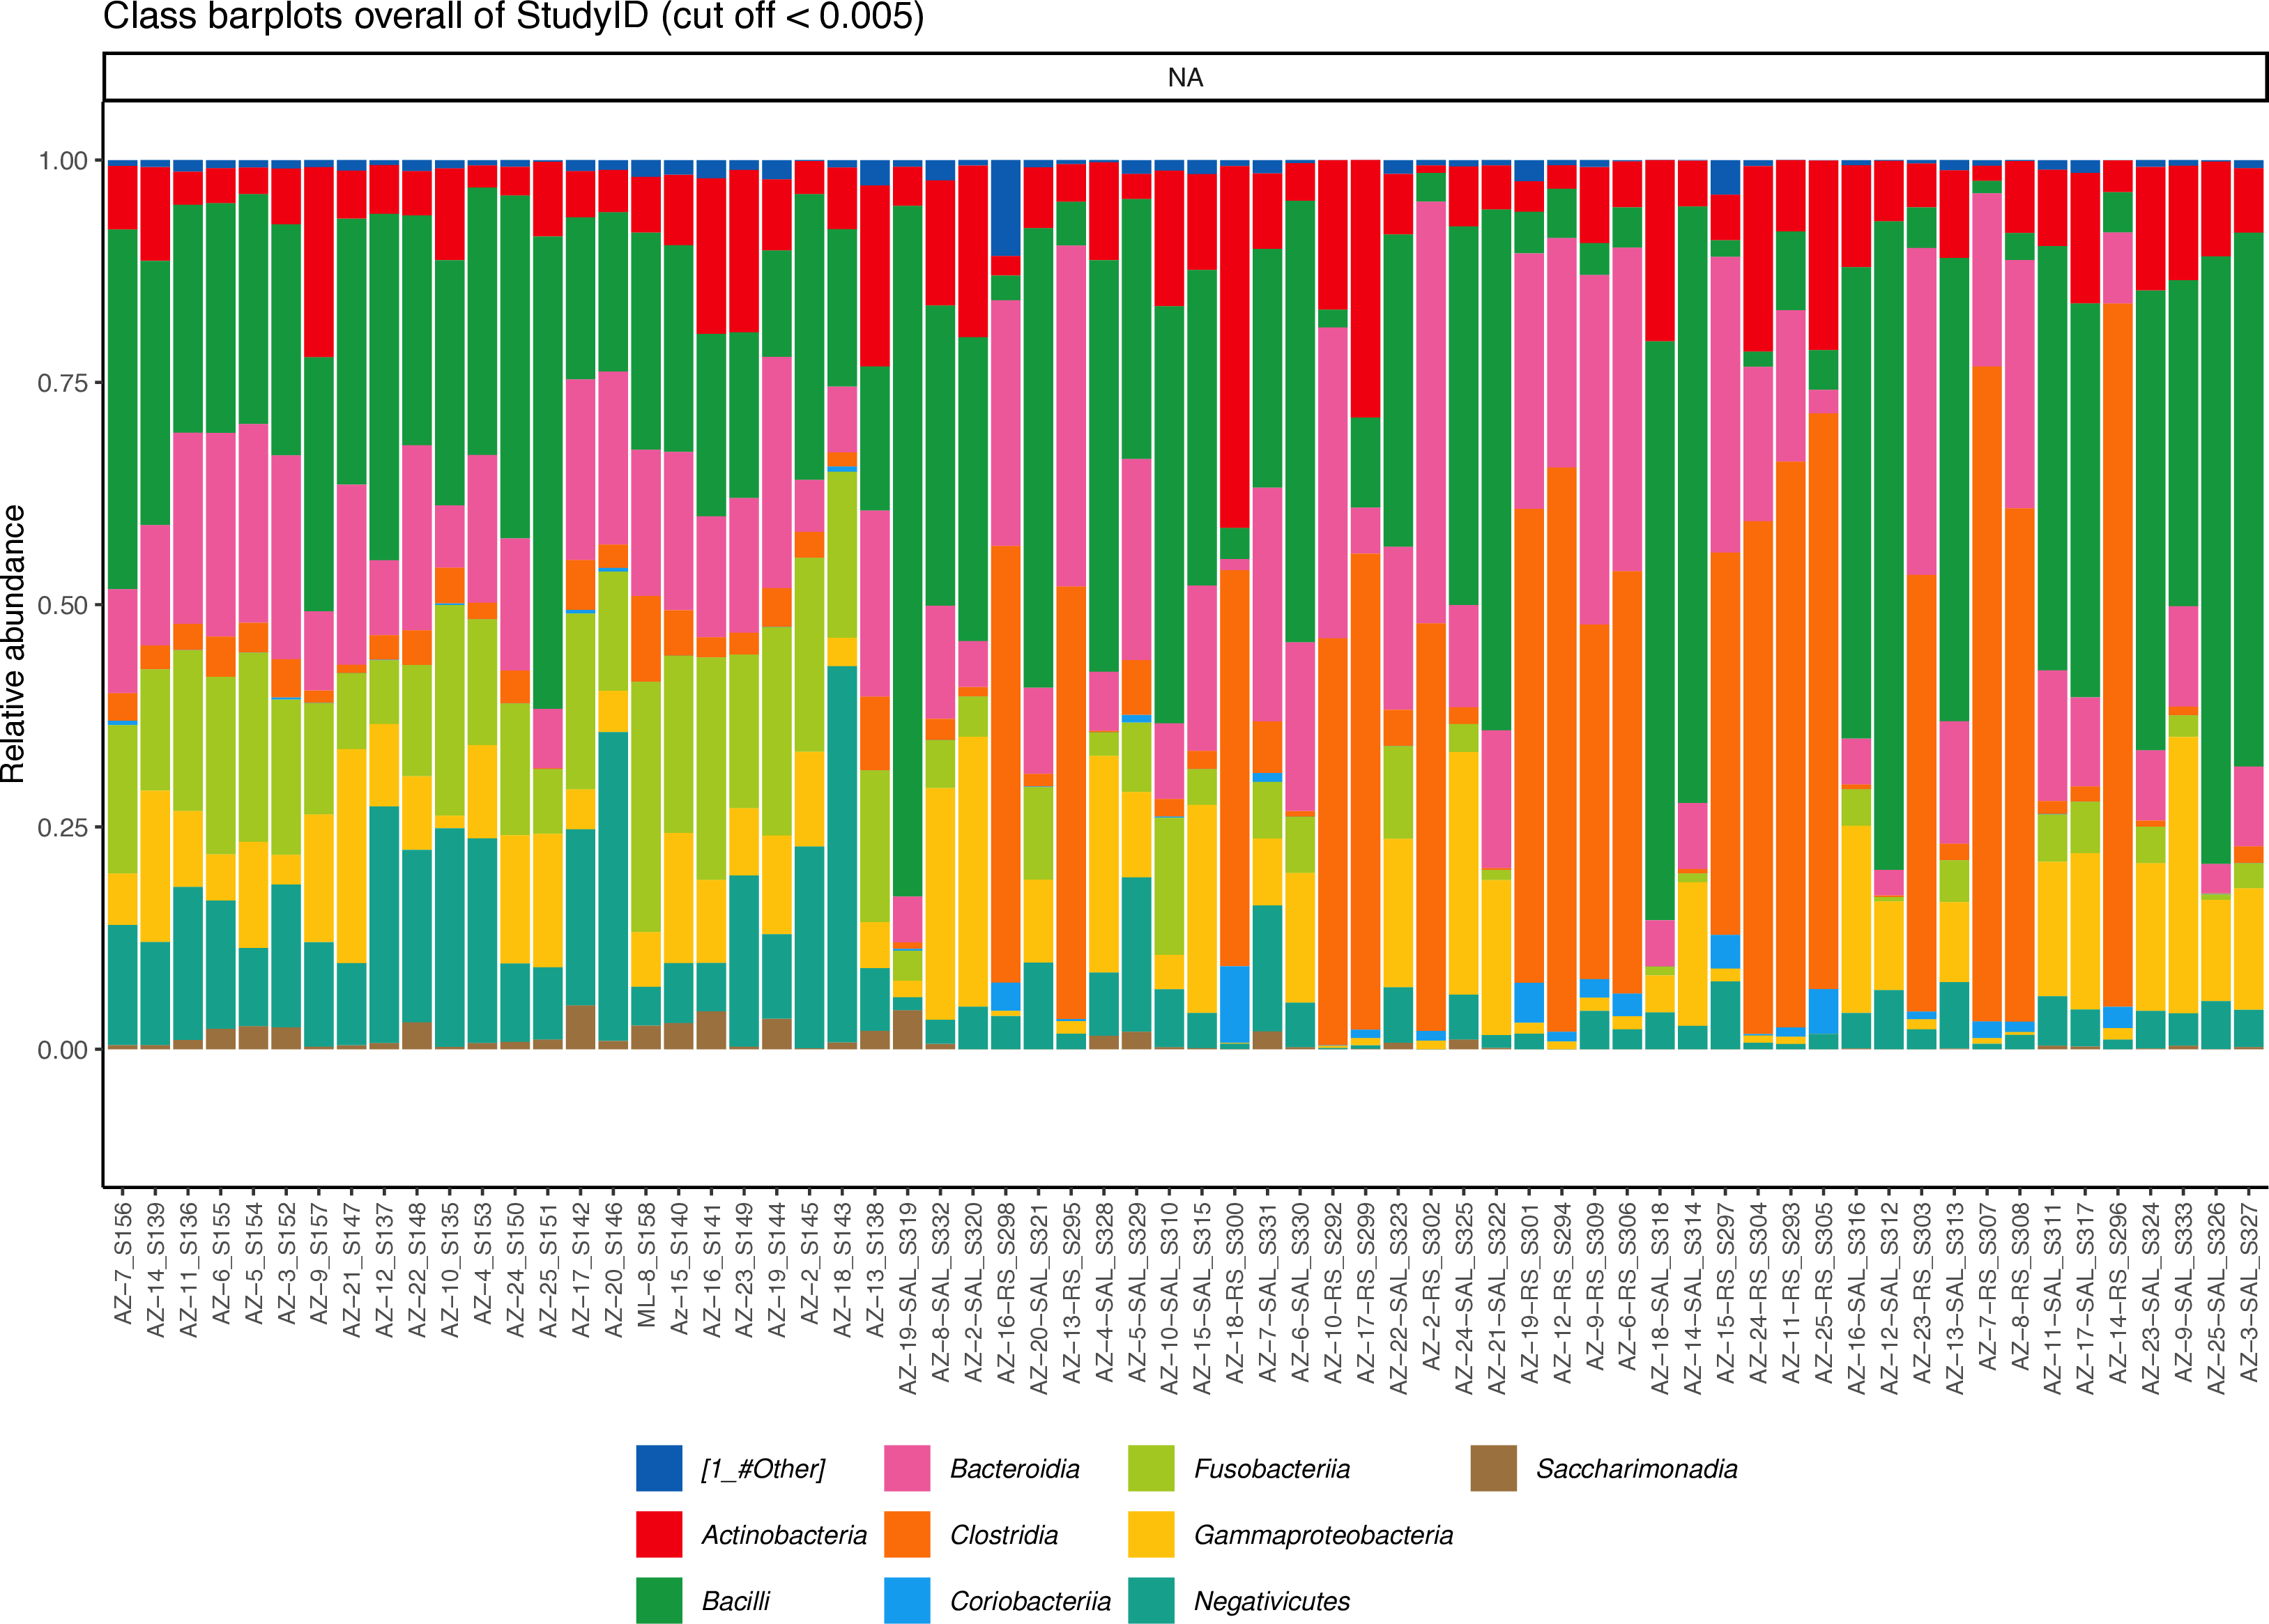 Class barplots overall of StudyID (cut off < 0.005)
NA
1.00
0.75
0.50
0.25
0.00
Relative abundance
AZ−7_S156
AZ−14_S139
AZ−11_S136
AZ−6_S155
AZ−5_S154
AZ−3_S152
AZ−9_S157
AZ−21_S147
AZ−12_S137
AZ−22_S148
AZ−10_S135
AZ−4_S153
AZ−24_S150
AZ−25_S151
AZ−17_S142
AZ−20_S146
ML−8_S158
Az−15_S140
AZ−16_S141
AZ−23_S149
AZ−19_S144
AZ−2_S145
AZ−18_S143
AZ−13_S138
AZ−19−SAL_S319
AZ−8−SAL_S332
AZ−2−SAL_S320
AZ−16−RS_S298
AZ−20−SAL_S321
AZ−13−RS_S295
AZ−4−SAL_S328
AZ−5−SAL_S329
AZ−10−SAL_S310
AZ−15−SAL_S315
AZ−18−RS_S300
AZ−7−SAL_S331
AZ−6−SAL_S330
AZ−10−RS_S292
AZ−17−RS_S299
AZ−22−SAL_S323
AZ−2−RS_S302
AZ−24−SAL_S325
AZ−21−SAL_S322
AZ−19−RS_S301
AZ−12−RS_S294
AZ−9−RS_S309
AZ−6−RS_S306
AZ−18−SAL_S318
AZ−14−SAL_S314
AZ−15−RS_S297
AZ−24−RS_S304
AZ−11−RS_S293
AZ−25−RS_S305
AZ−16−SAL_S316
AZ−12−SAL_S312
AZ−23−RS_S303
AZ−13−SAL_S313
AZ−7−RS_S307
AZ−8−RS_S308
AZ−11−SAL_S311
AZ−17−SAL_S317
AZ−14−RS_S296
AZ−23−SAL_S324
AZ−9−SAL_S333
AZ−25−SAL_S326
AZ−3−SAL_S327
[1_#Other]
Actinobacteria
Bacilli
Bacteroidia
Clostridia
Coriobacteriia
Fusobacteriia
Gammaproteobacteria
Negativicutes
Saccharimonadia